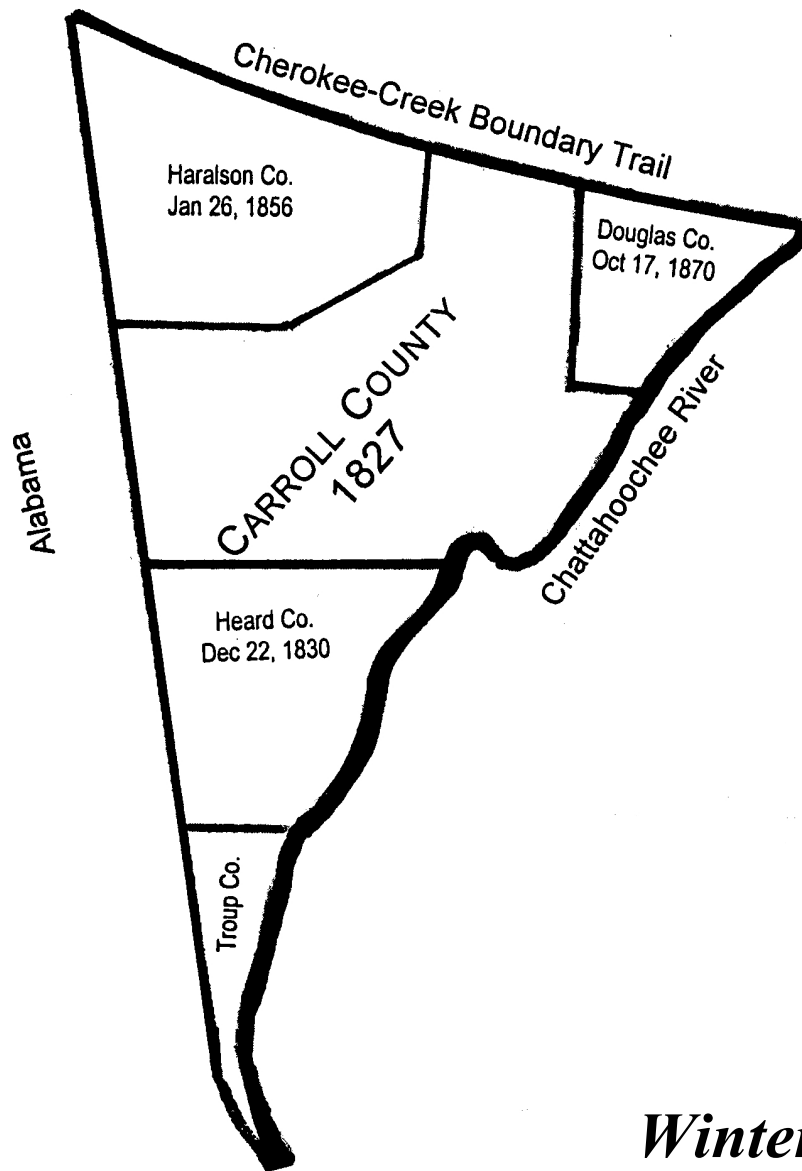 Cherokee-Creek Boundary Trail
Haralson Co.
Jan 26, 1856
Douglas Co.
Oct 17, 1870
CARROLL COUNTY
1827
Alabama
Chattahoochee River
Heard Co.
Dec 22, 1830
Troup Co.
Winter